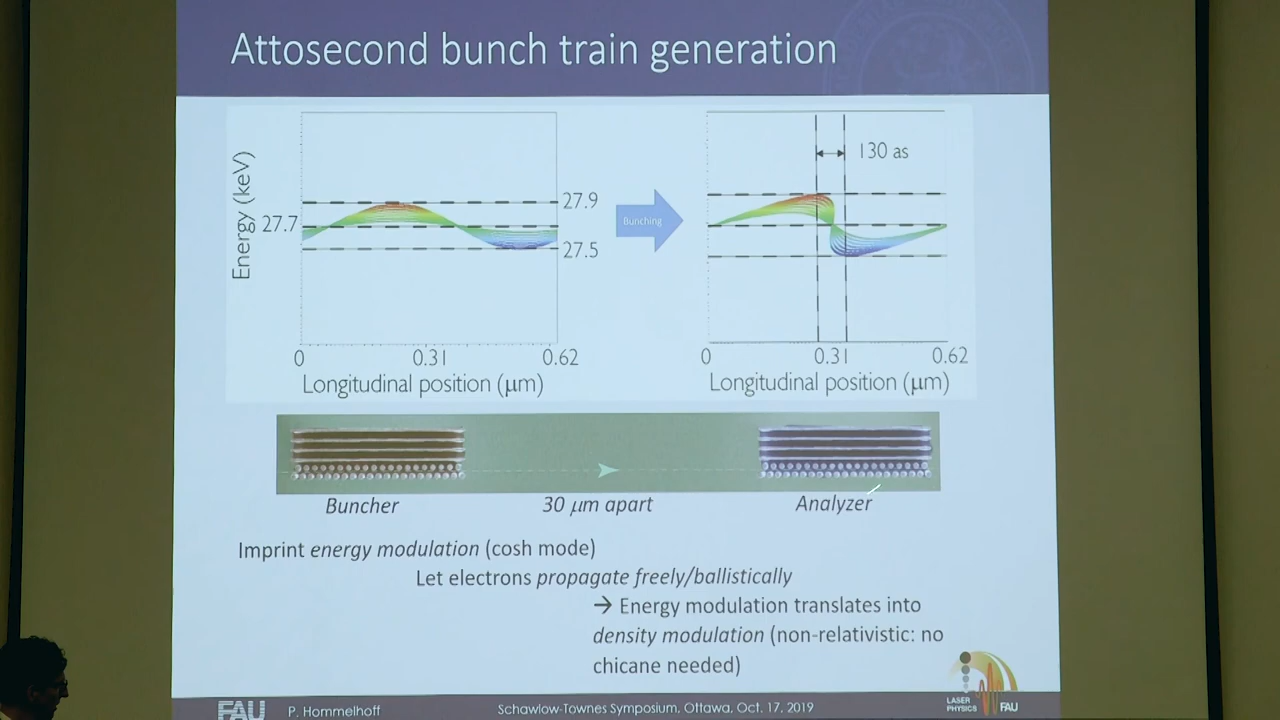 Attosecond bunch train generation
Energy (keV)
27.9
27.7
27.5
0 0.31 0.62
Longitudinal position (μm)
Bunching
130 as
0 0.31 0.62
Longitudinal position (μm)
Buncher 30 μm apart Analyzer
Imprint energy modulation (cosh mode)
Let electrons propagate freely/ballistically
→ Energy modulation translates into
density modulation (non-relativistic: no
chicane needed)
LASER
PHYSICS FAU
FAU P. Hommelhoff Schawlow-Townes Symposium, Ottawa, Oct. 17, 2019